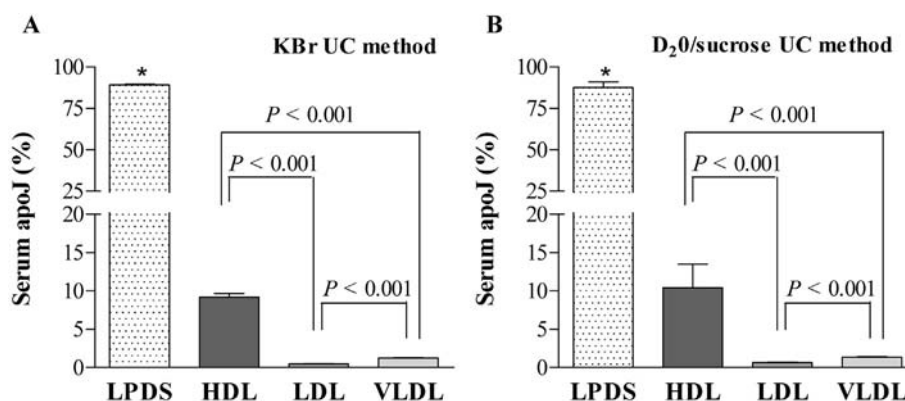 A
KBr UC method
Serum apoJ (%)
100
75
50
25
20
15
10
5
0
*
P < 0.001
P < 0.001
P < 0.001
LPDS HDL LDL VLDL
B
D₂0/sucrose UC method
Serum apoJ (%)
100
75
50
25
20
15
10
5
0
*
P < 0.001
P < 0.001
P < 0.001
LPDS HDL LDL VLDL